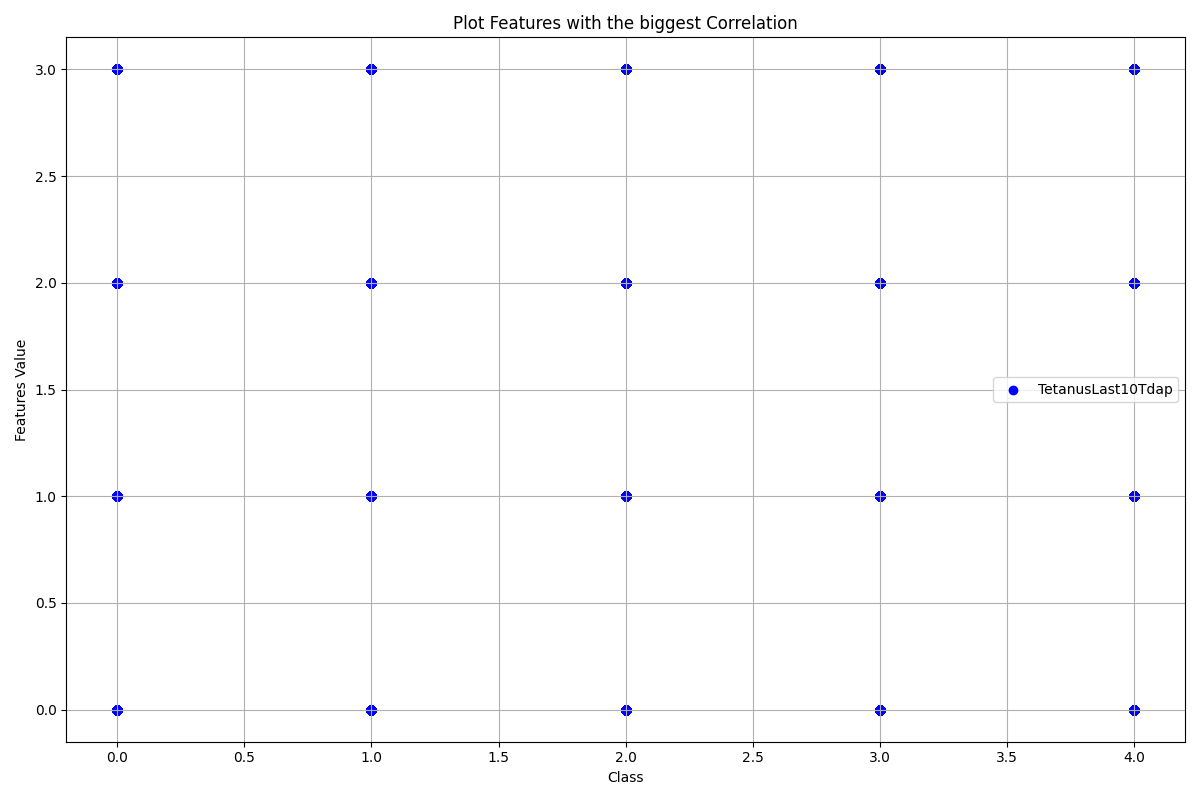 Plot Features with the biggest Correlation
3.0
2.5
2.0
1.5
1.0
0.5
0.0
Features Value
TetanusLast10Tdap
0.0 0.5 1.0 1.5 2.0 2.5 3.0 3.5 4.0
Class